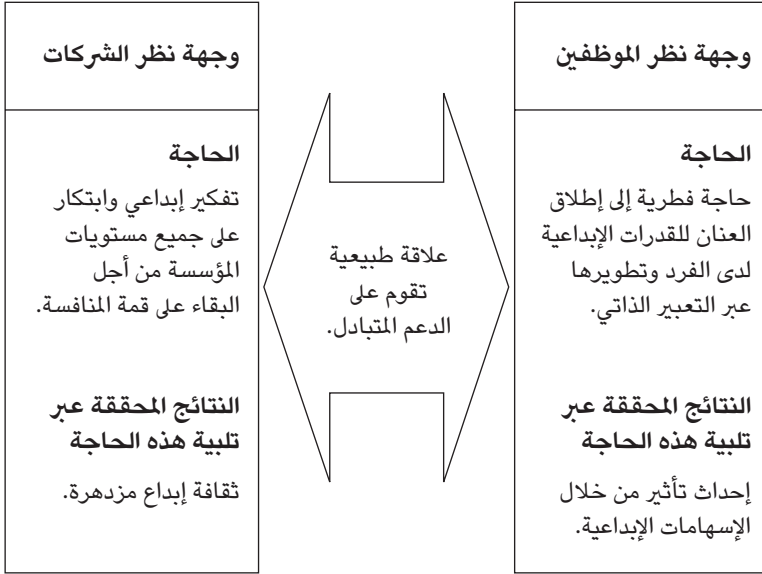 وجهة نظر الموظفين
الحاجة
حاجة فطرية إلى إطلاق
العنان للقدرات الإبداعية
لدى الفرد وتطويرها
عبر التعبير الذاتي.
النتائج المحققة عبر
تلبية هذه الحاجة
إحداث تأثير من خلال
الإسهامات الإبداعية.
علاقة طبيعية
تقوم على
الدعم المتبادل.
وجهة نظر الشركات
الحاجة
تفكير إبداعي وابتكار
على جميع مستويات
المؤسسة من أجل
البقاء على قمة المنافسة.
النتائج المحققة عبر
تلبية هذه الحاجة
ثقافة إبداع مزدهرة.